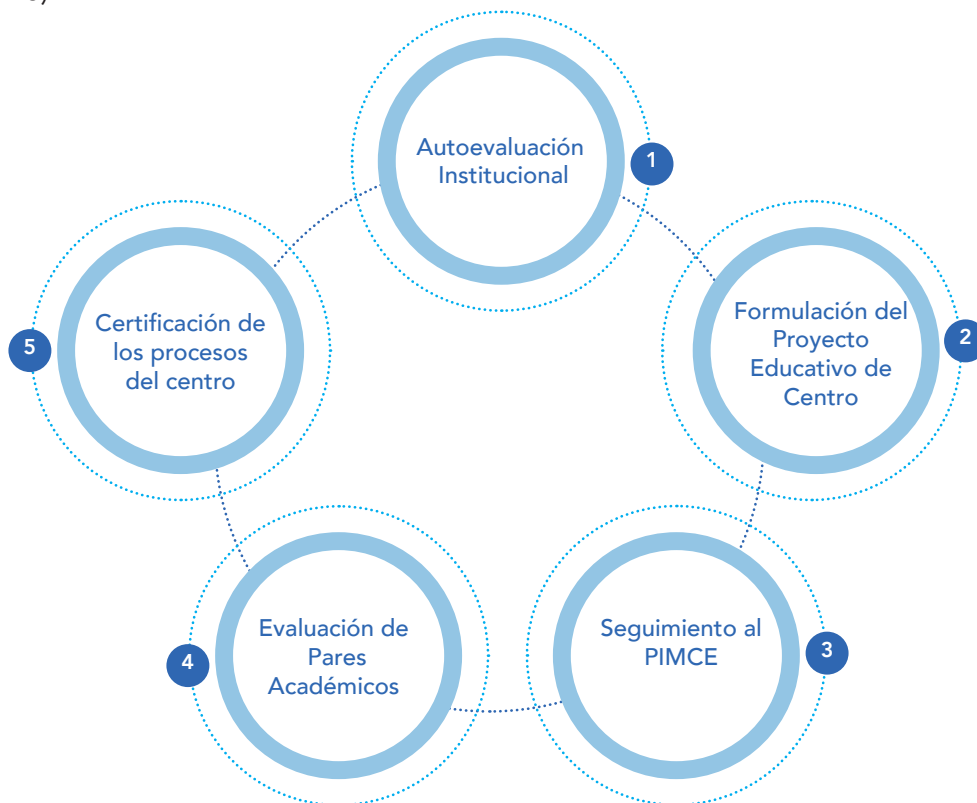 Autoevaluación
Institucional
1
Formulación del
Proyecto
Educativo de
Centro
2
Seguimiento al
PIMCE
3
Evaluación de
Pares
Académicos
4
Certificación de
los procesos
del centro
5